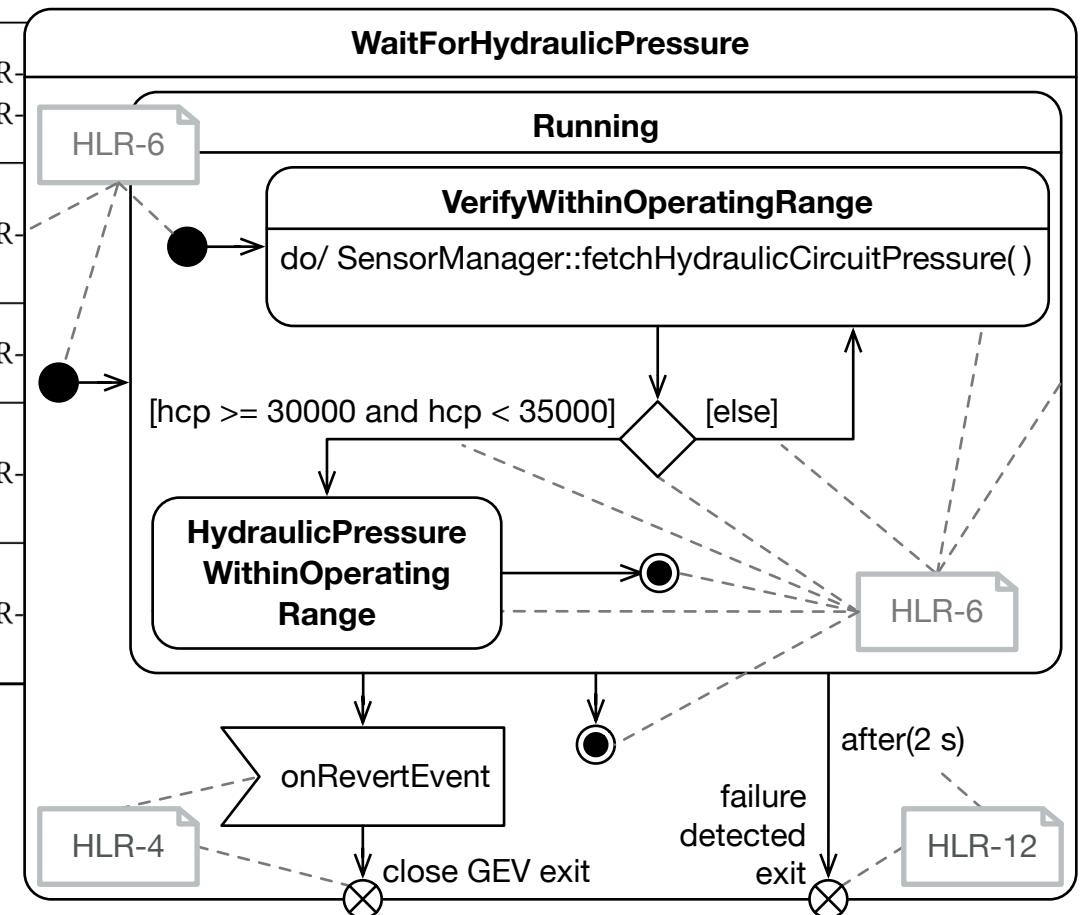 WaitForHydraulicPressure
R-
R-
HLR-6
Running
VerifyWithinOperatingRange
R-
do/ SensorManager::fetchHydraulicCircuitPressure()
R-
[hcp >= 30000 and hcp < 35000]
[else]
R-
HydraulicPressure
WithinOperating
Range
R-
HLR-6
after(2 s)
onRevertEvent
failure
detected
exit
HLR-4
HLR-12
close GEV exit